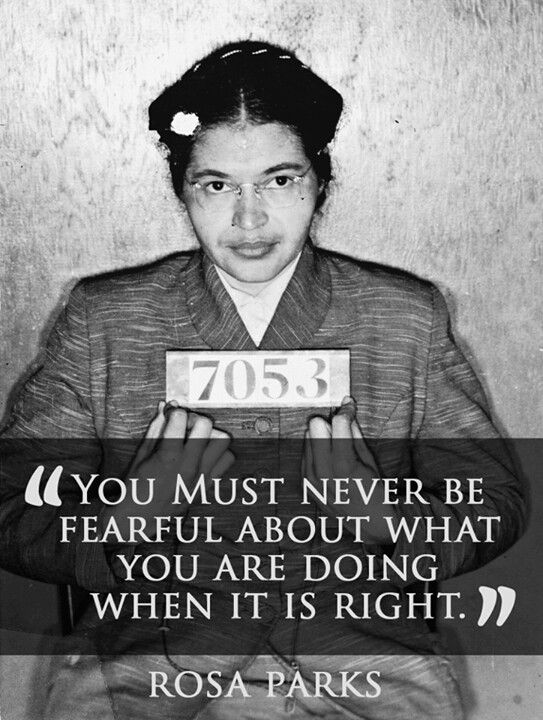 7053
“YOU MUST NEVER BE
FEARFUL ABOUT WHAT
YOU ARE DOING
WHEN IT IS RIGHT.”
ROSA PARKS